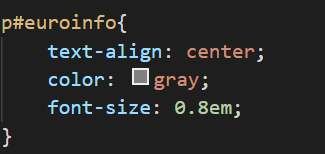 p#euroinfo{
    text-align: center;
    color: gray;
    font-size: 0.8em;
}